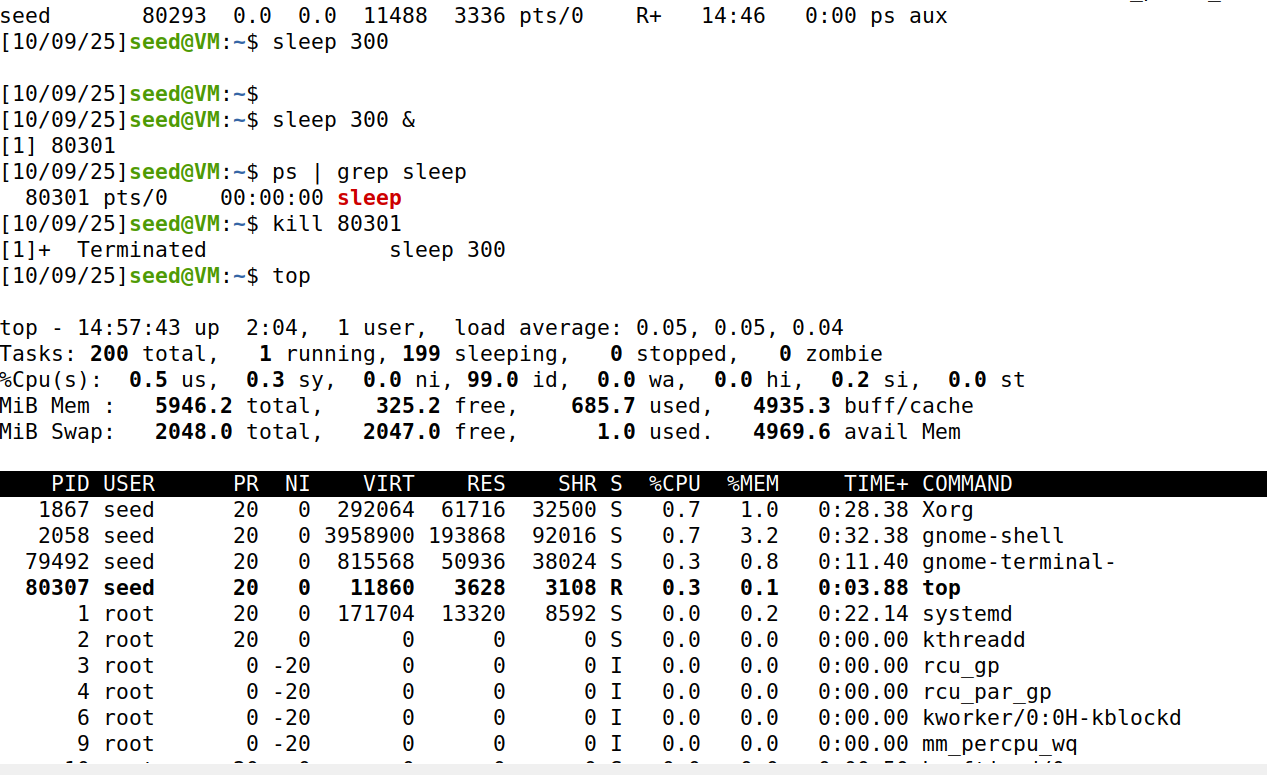 seed       80293  0.0  0.0  11488  3336 pts/0    R+   14:46   0:00 ps aux
[10/09/25]seed@VM:~$ sleep 300

[10/09/25]seed@VM:~$
[10/09/25]seed@VM:~$ sleep 300 &
[1] 80301
[10/09/25]seed@VM:~$ ps | grep sleep
  80301 pts/0    00:00:00 sleep
[10/09/25]seed@VM:~$ kill 80301
[1]+  Terminated              sleep 300
[10/09/25]seed@VM:~$ top

top - 14:57:43 up  2:04,  1 user,  load average: 0.05, 0.05, 0.04
Tasks: 200 total,   1 running, 199 sleeping,   0 stopped,   0 zombie
%Cpu(s):  0.5 us,  0.3 sy,  0.0 ni, 99.0 id,  0.0 wa,  0.0 hi,  0.2 si,  0.0 st
MiB Mem :   5946.2 total,    325.2 free,    685.7 used,   4935.3 buff/cache
MiB Swap:   2048.0 total,   2047.0 free,      1.0 used.   4969.6 avail Mem

    PID USER      PR  NI    VIRT    RES    SHR S  %CPU  %MEM     TIME+ COMMAND
   1867 seed      20   0  292064  61716  32500 S   0.7   1.0   0:28.38 Xorg
   2058 seed      20   0 3958900 193868  92016 S   0.7   3.2   0:32.38 gnome-shell
  79492 seed      20   0  815568  50936  38024 S   0.3   0.8   0:11.40 gnome-terminal-
  80307 seed      20   0   11860   3628   3108 R   0.3   0.1   0:03.88 top
      1 root      20   0  171704  13320   8592 S   0.0   0.2   0:22.14 systemd
      2 root      20   0       0      0      0 S   0.0   0.0   0:00.00 kthreadd
      3 root       0 -20       0      0      0 I   0.0   0.0   0:00.00 rcu_gp
      4 root       0 -20       0      0      0 I   0.0   0.0   0:00.00 rcu_par_gp
      6 root       0 -20       0      0      0 I   0.0   0.0   0:00.00 kworker/0:0H-kblockd
      9 root       0 -20       0      0      0 I   0.0   0.0   0:00.00 mm_percpu_wq